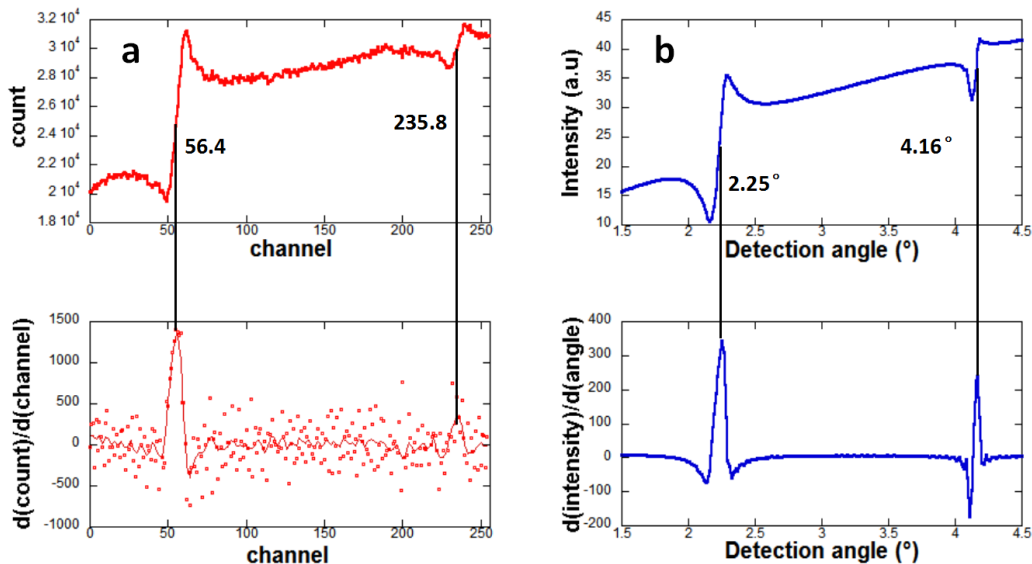 a
count
3.2 10⁴
3 10⁴
2.8 10⁴
2.6 10⁴
2.4 10⁴
2.2 10⁴
2 10⁴
1.8 10⁴
56.4
235.8
0 50 100 150 200 250
channel
b
Intensity (a.u)
45
40
35
30
25
20
15
10
2.25°
4.16°
1.5 2 2.5 3 3.5 4 4.5
Detection angle (°)
d(count)/d(channel)
1500
1000
500
0
-500
-1000
0 50 100 150 200 250
channel
d(intensity)/d(angle)
400
300
200
100
0
-100
-200
1.5 2 2.5 3 3.5 4 4.5
Detection angle (°)